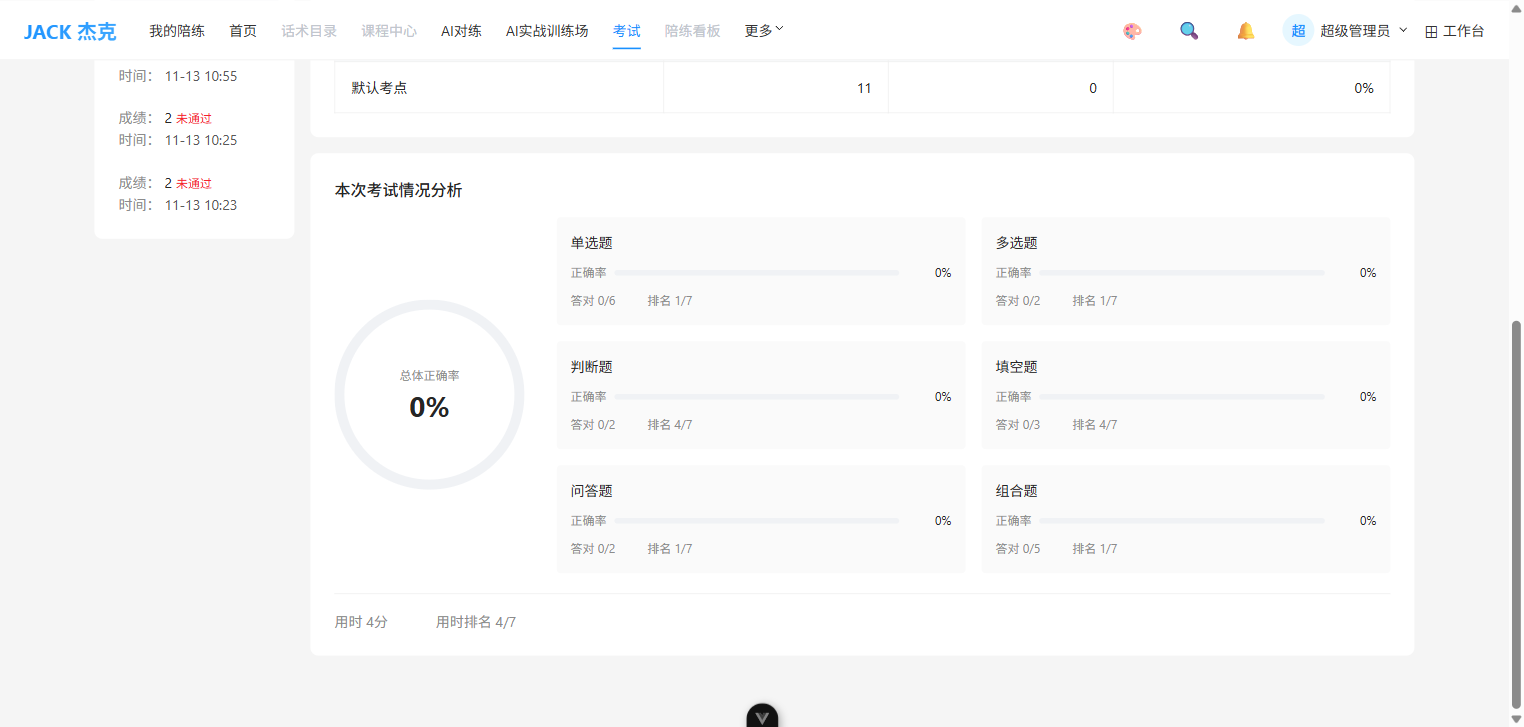 JACK 杰克 我的陪练 首页 话术目录 课程中心 AI对练 AI实战训练场 考试 陪练看板 更多 超 超级管理员 工作台
时间： 11-13 10:55
成绩： 2 未通过
时间： 11-13 10:25
成绩： 2 未通过
时间： 11-13 10:23
默认考点 11 0 0%
本次考试情况分析
总体正确率
0%
单选题
正确率 0%
答对 0/6 排名 1/7
多选题
正确率 0%
答对 0/2 排名 1/7
判断题
正确率 0%
答对 0/2 排名 4/7
填空题
正确率 0%
答对 0/3 排名 4/7
问答题
正确率 0%
答对 0/2 排名 1/7
组合题
正确率 0%
答对 0/5 排名 1/7
用时 4分 用时排名 4/7